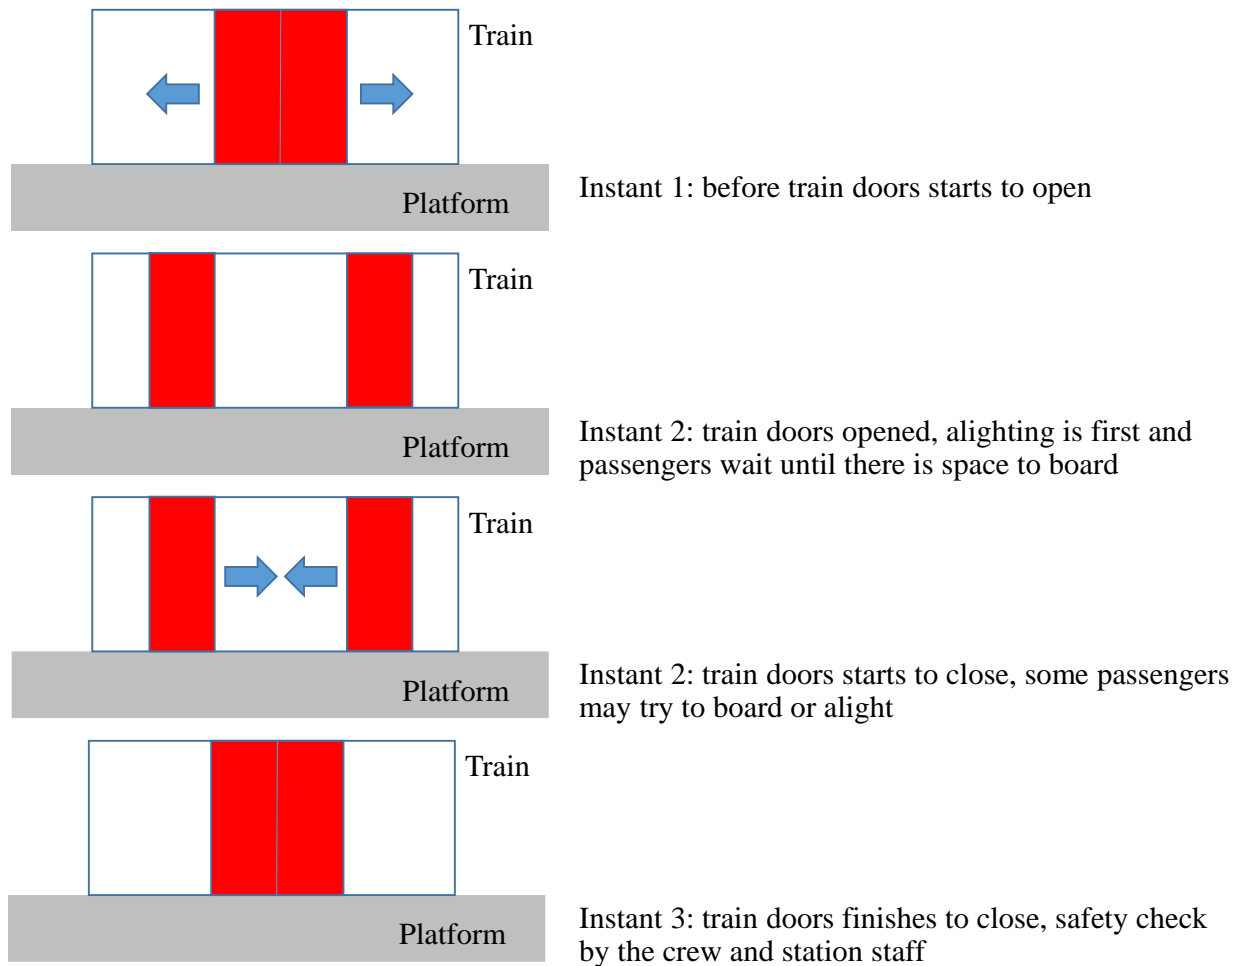 Train
Platform
Instant 1: before train doors starts to open
Train
Platform
Instant 2: train doors opened, alighting is first and
passengers wait until there is space to board
Train
Platform
Instant 2: train doors starts to close, some passengers
may try to board or alight
Train
Platform
Instant 3: train doors finishes to close, safety check
by the crew and station staff